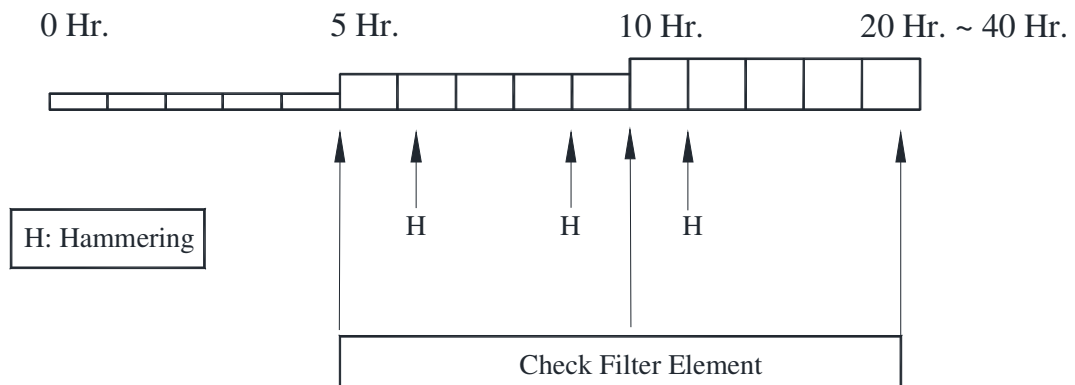 0 Hr. 5 Hr. 10 Hr. 20 Hr. ~ 40 Hr.
H H H
H: Hammering
Check Filter Element